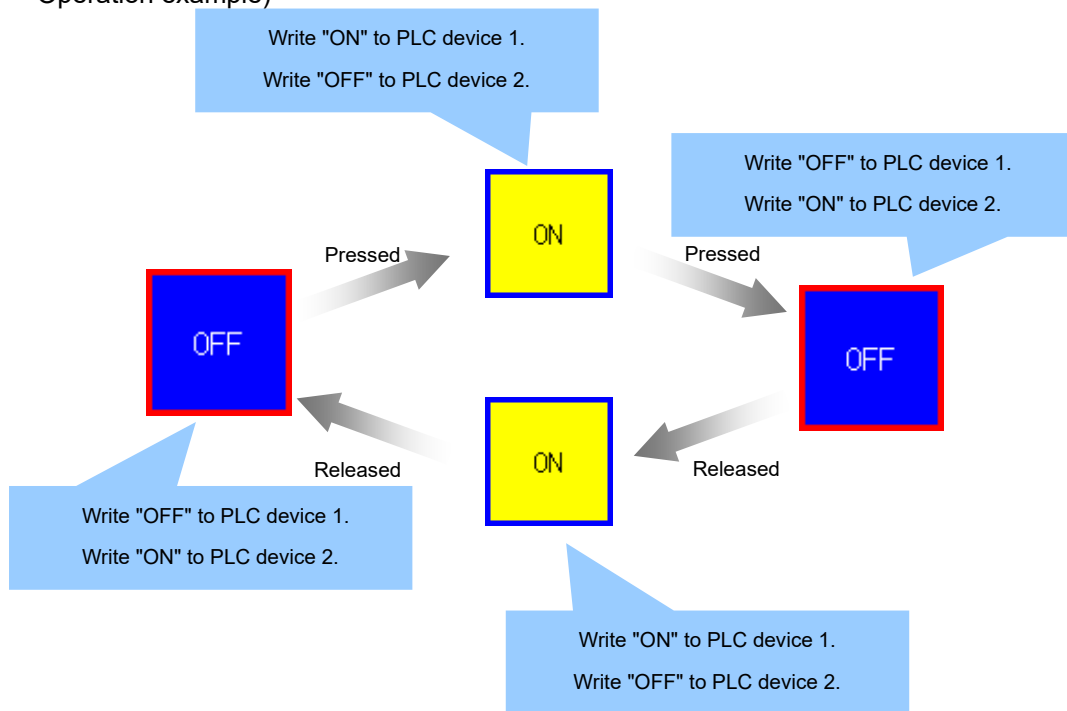 Operation example)
Write "ON" to PLC device 1.
Write "OFF" to PLC device 2.
Write "OFF" to PLC device 1.
Write "ON" to PLC device 2.
ON
Pressed
Pressed
OFF
OFF
ON
Released
Released
Write "OFF" to PLC device 1.
Write "ON" to PLC device 2.
Write "ON" to PLC device 1.
Write "OFF" to PLC device 2.